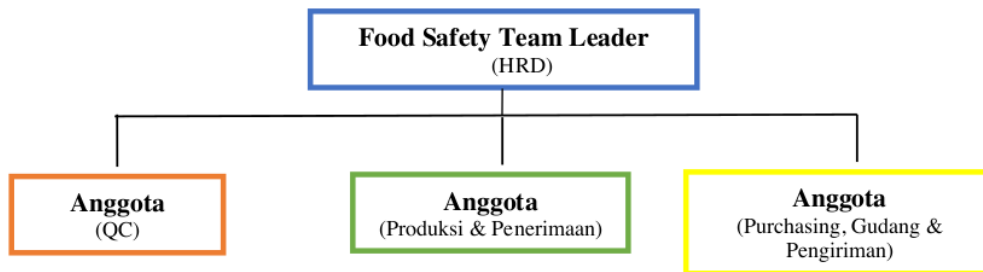 Food Safety Team Leader
(HRD)
Anggota
(QC)
Anggota
(Produksi & Penerimaan)
Anggota
(Purchasing, Gudang &
Pengiriman)